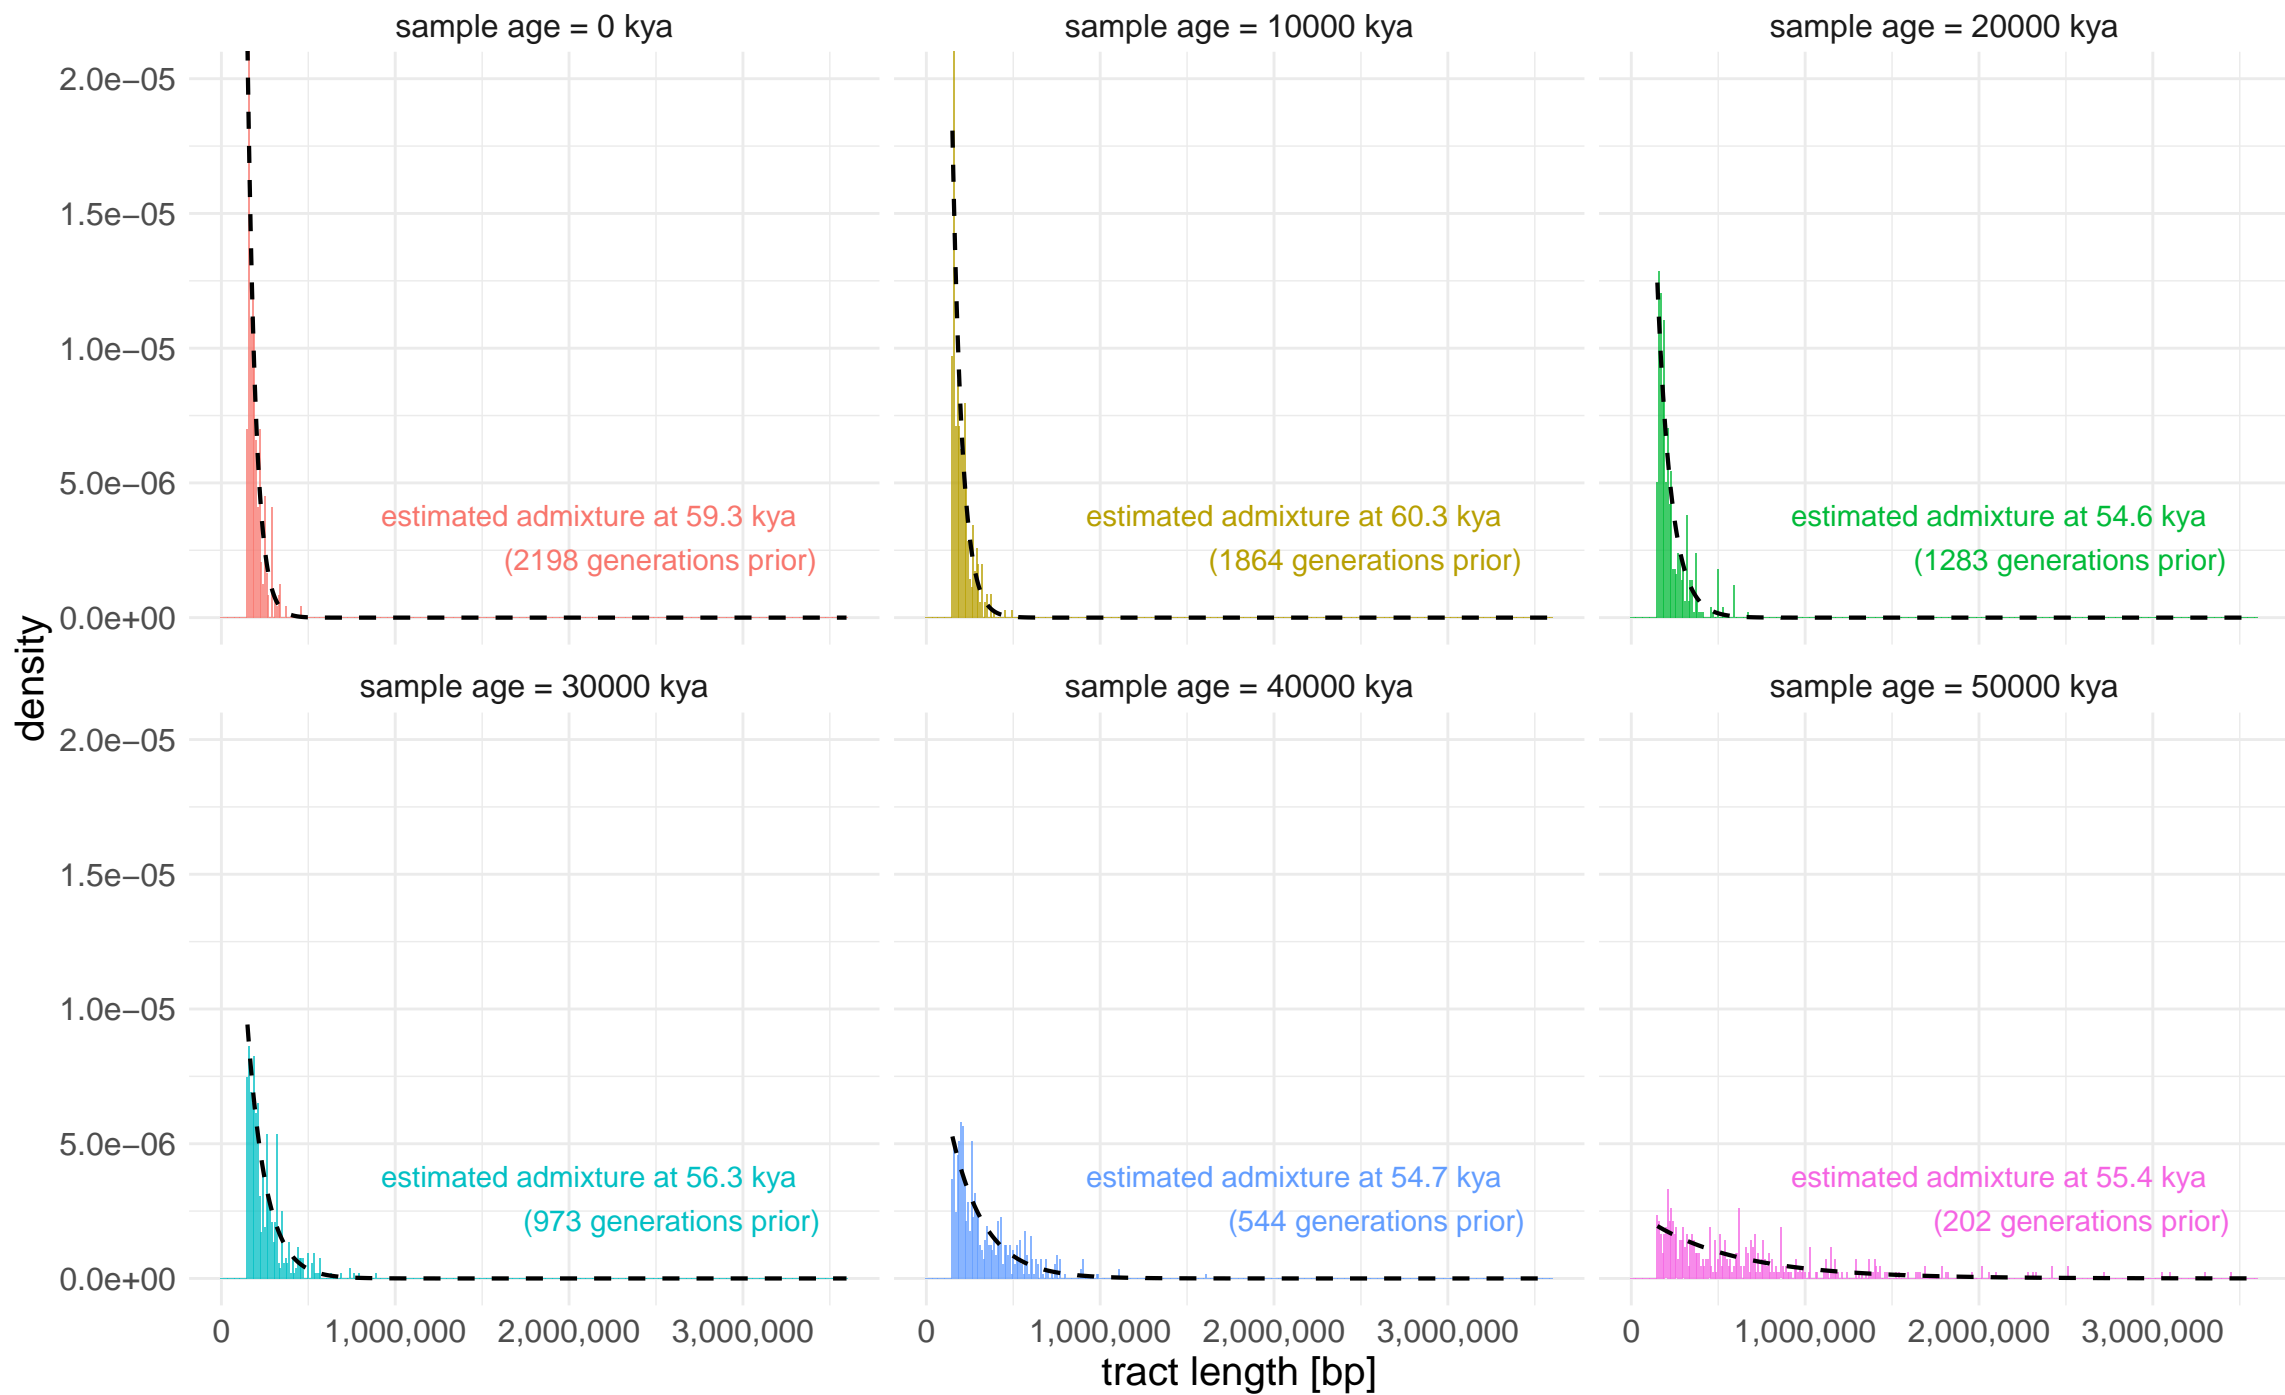 sample age = 0 kya
sample age = 10000 kya
sample age = 20000 kya
2.0e−05
1.5e−05
1.0e−05
5.0e−06
0.0e+00
estimated admixture at 59.3 kya
(2198 generations prior)
estimated admixture at 60.3 kya
(1864 generations prior)
estimated admixture at 54.6 kya
(1283 generations prior)
density
sample age = 30000 kya
sample age = 40000 kya
sample age = 50000 kya
2.0e−05
1.5e−05
1.0e−05
5.0e−06
0.0e+00
estimated admixture at 56.3 kya
(973 generations prior)
estimated admixture at 54.7 kya
(544 generations prior)
estimated admixture at 55.4 kya
(202 generations prior)
0 1,000,000 2,000,000 3,000,000
0 1,000,000 2,000,000 3,000,000
0 1,000,000 2,000,000 3,000,000
tract length [bp]